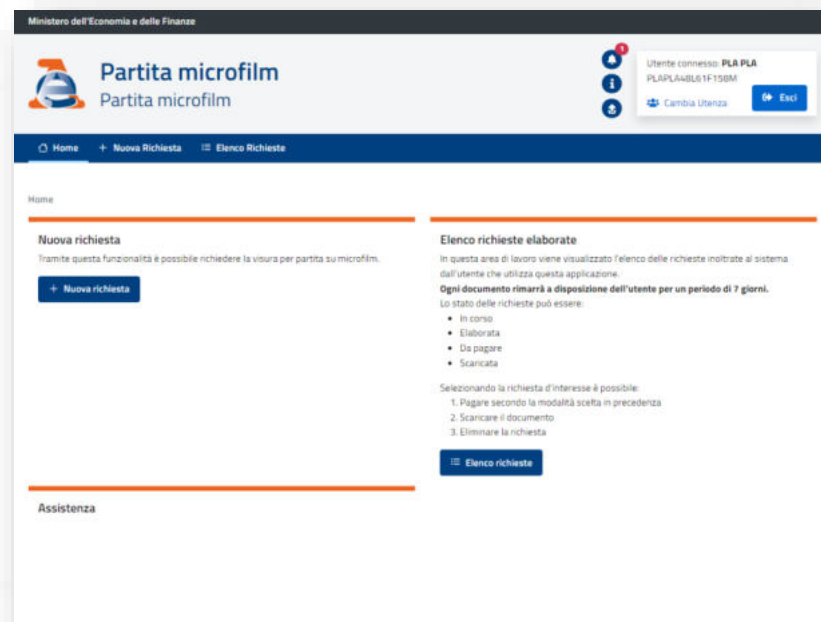 Ministero dell'Economia e delle Finanze
Partita microfilm
Partita microfilm
1
Utente connesso: PLA PLA
PLAPLA48L61F158M
Cambia Utenza
Esci
Home
+ Nuova Richiesta
Elenco Richieste
Home
Nuova richiesta
Tramite questa funzionalità è possibile richiedere la visura per partita su microfilm.
+ Nuova richiesta
Elenco richieste elaborate
In questa area di lavoro viene visualizzato l'elenco delle richieste inoltrate al sistema
dall'utente che utilizza questa applicazione.
Ogni documento rimarrà a disposizione dell'utente per un periodo di 7 giorni.
Lo stato delle richieste può essere:
• In corso
• Elaborata
• Da pagare
• Scaricata
Selezionando la richiesta d'interesse è possibile:
1. Pagare secondo la modalità scelta in precedenza
2. Scaricare il documento
3. Eliminare la richiesta
Elenco richieste
Assistenza